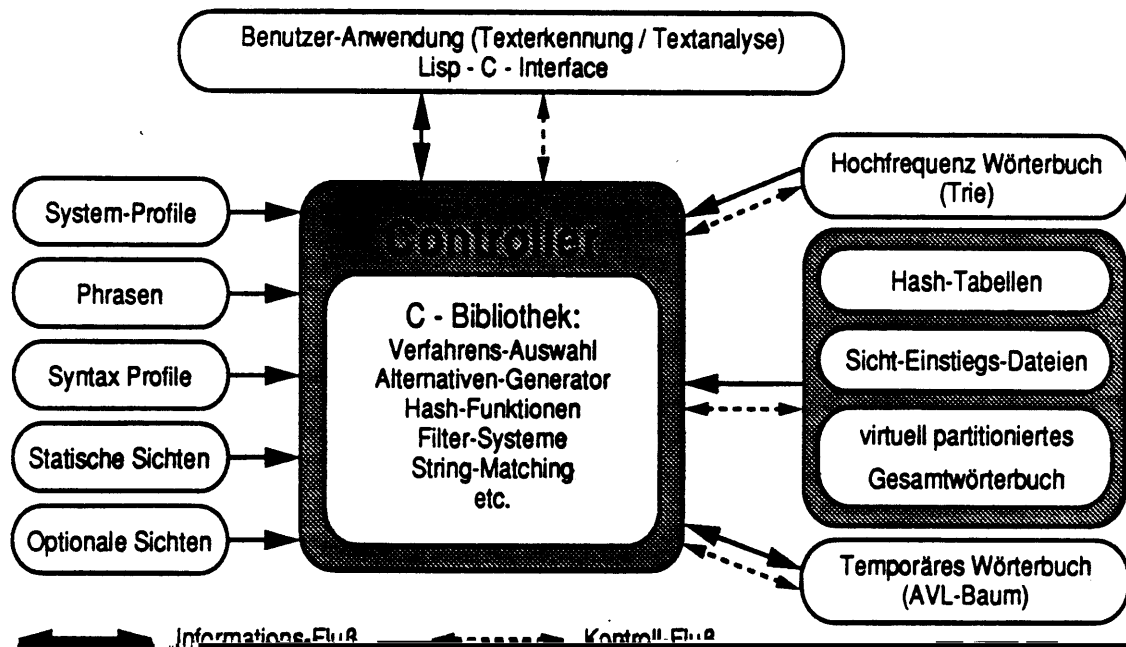 Benutzer-Anwendung (Texterkennung / Textanalyse)
Lisp - C - Interface
System-Profile
Phrasen
Syntax Profile
Statische Sichten
Optionale Sichten
Controller
C - Bibliothek:
Verfahrens-Auswahl
Alternativen-Generator
Hash-Funktionen
Filter-Systeme
String-Matching
etc.
Hochfrequenz Wörterbuch
(Trie)
Hash-Tabellen
Sicht-Einstiegs-Dateien
virtuell partitioniertes
Gesamtwörterbuch
Temporäres Wörterbuch
(AVL-Baum)
Informations-Fluß
Kontroll-Fluß